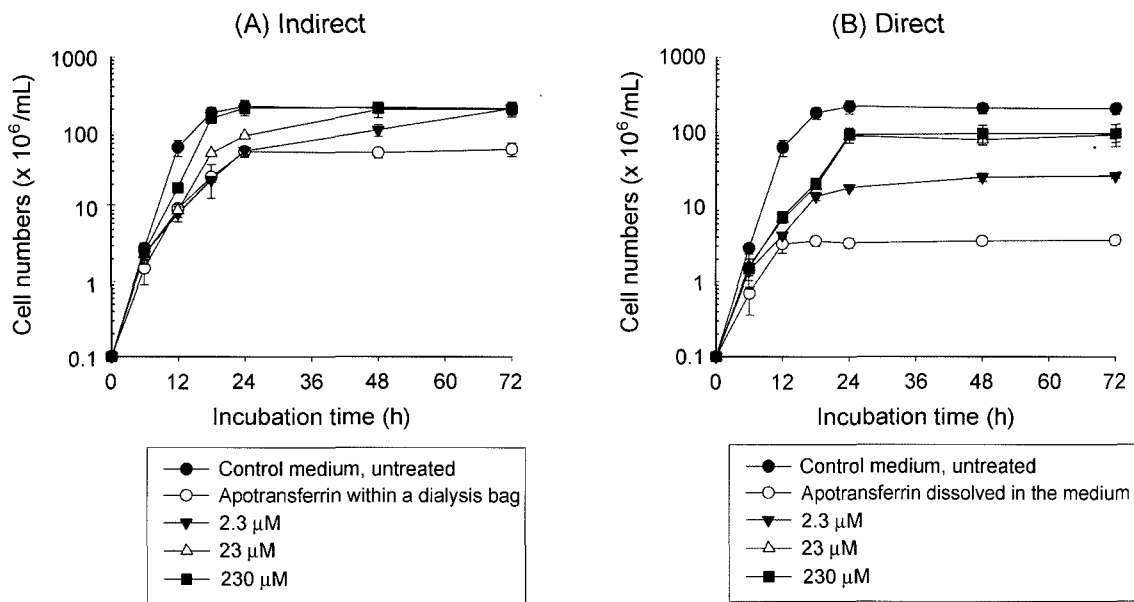 (A) Indirect
Cell numbers (x 10⁶/mL)
1000
100
10
1
0.1
0 12 24 36 48 60 72
Incubation time (h)
Control medium, untreated
Apotransferrin within a dialysis bag
2.3 μM
23 μM
230 μM
(B) Direct
Cell numbers (x 10⁶/mL)
1000
100
10
1
0.1
0 12 24 36 48 60 72
Incubation time (h)
Control medium, untreated
Apotransferrin dissolved in the medium
2.3 μM
23 μM
230 μM